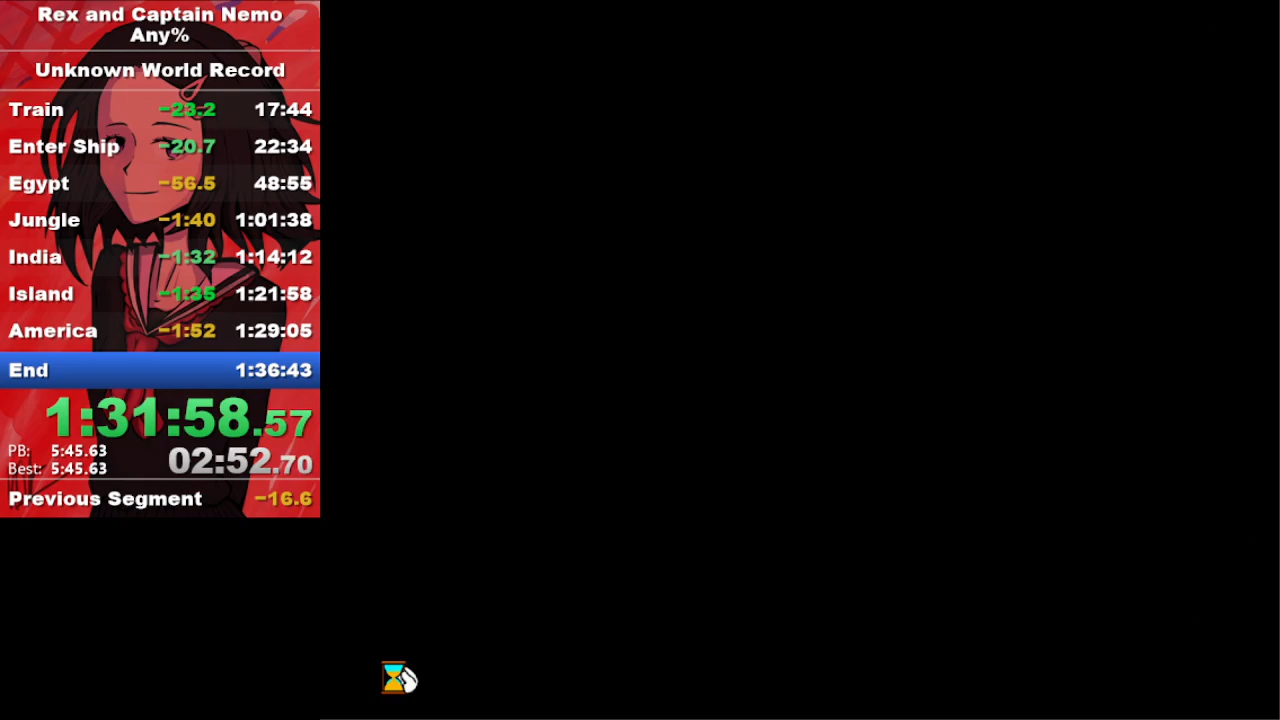 Rex and Captain Nemo
Any%
Unknown World Record
Train −23.2 17:44
Enter Ship −20.7 22:34
Egypt −56.5 48:55
Jungle −1:40 1:01:38
India −1:32 1:14:12
Island −1:35 1:21:58
America −1:52 1:29:05
End 1:36:43
1:31:58.57
PB: 5:45.63
Best: 5:45.63
02:52.70
Previous Segment −16.6